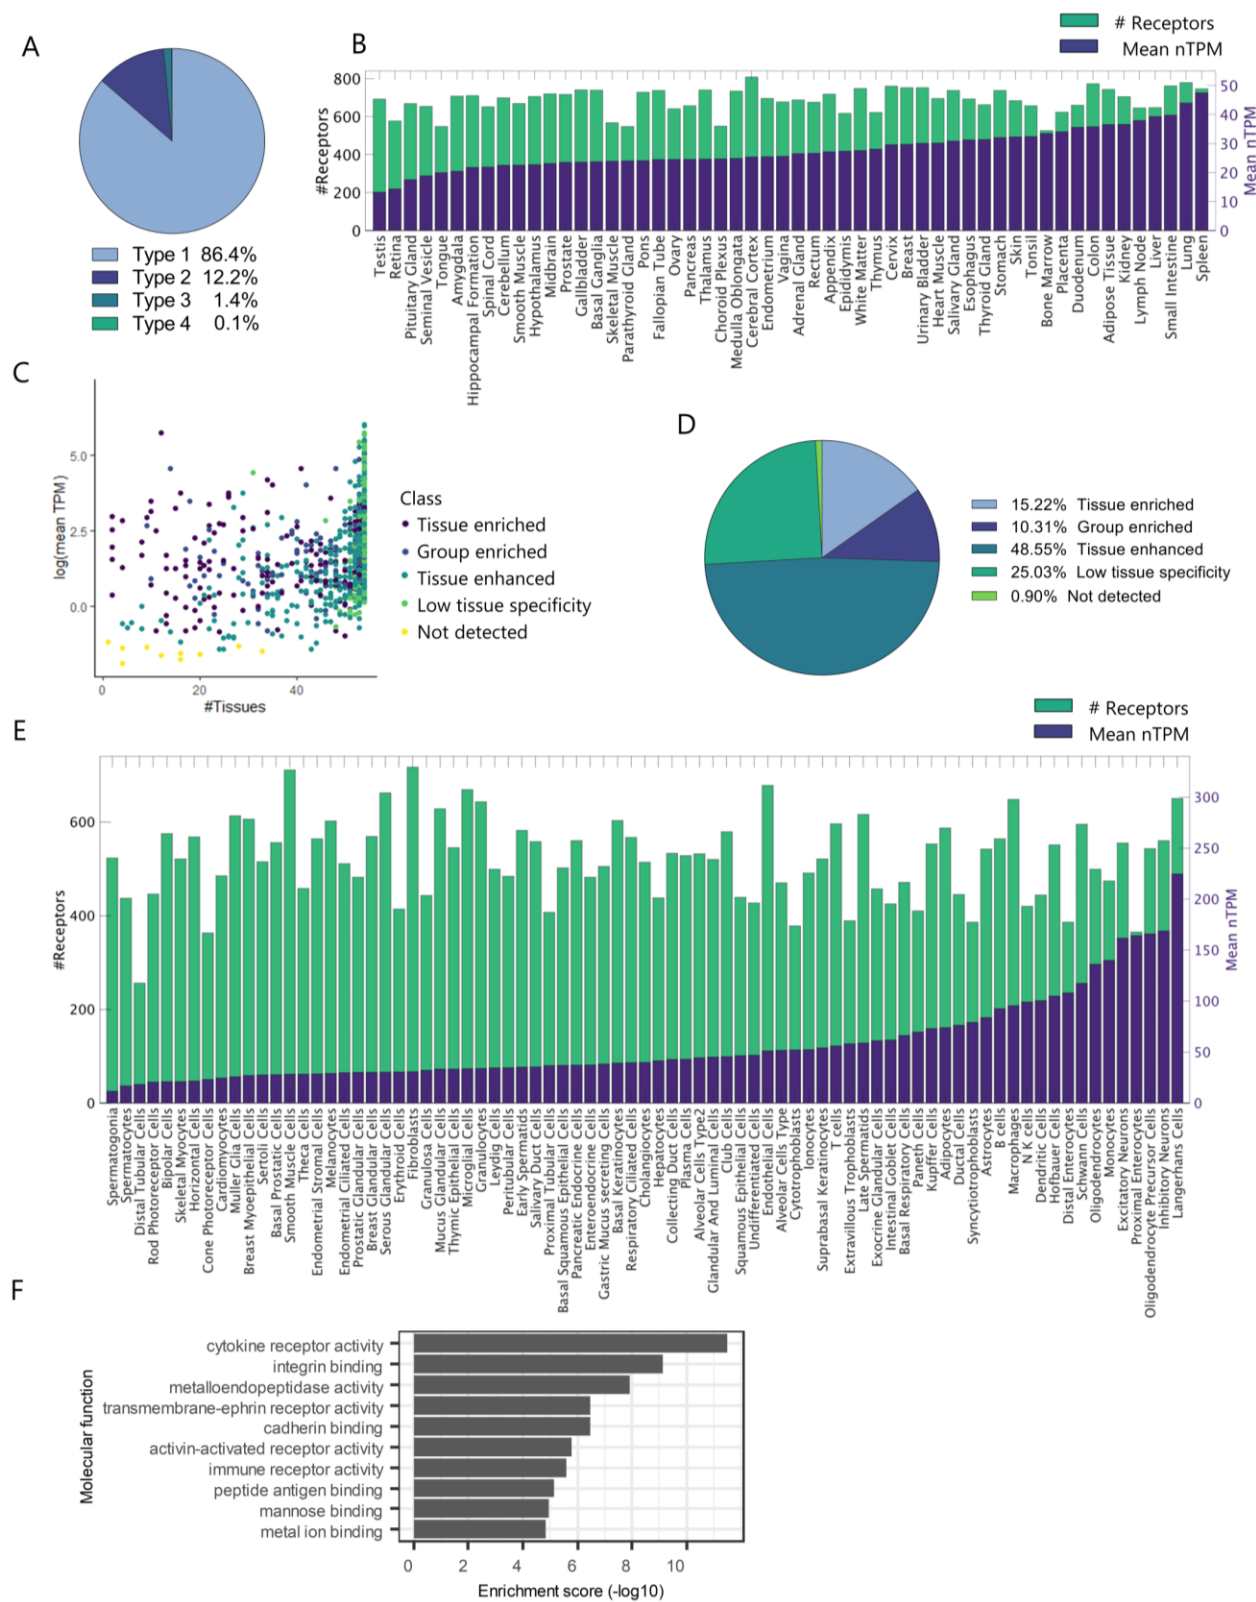 A
Type 1 86.4%
Type 2 12.2%
Type 3 1.4%
Type 4 0.1%
B
# Receptors
Mean nTPM
#Receptors
800
600
400
200
0
50
40
30
20
10
0
Mean nTPM
Testis
Retina
Pituitary Gland
Seminal Vesicle
Tongue
Amygdala
Hippocampal Formation
Spinal Cord
Cerebellum
Smooth Muscle
Hypothalamus
Midbrain
Prostate
Gallbladder
Basal Ganglia
Skeletal Muscle
Parathyroid Gland
Pons
Fallopian Tube
Ovary
Pancreas
Thalamus
Choroid Plexus
Medulla Oblongata
Cerebral Cortex
Endometrium
Vagina
Adrenal Gland
Rectum
Appendix
Epididymis
White Matter
Thymus
Cervix
Breast
Urinary Bladder
Heart Muscle
Salivary Gland
Esophagus
Thyroid Gland
Stomach
Skin
Tonsil
Bone Marrow
Placenta
Duodenum
Colon
Adipose Tissue
Kidney
Lymph Node
Liver
Small Intestine
Lung
Spleen
C
log(mean TPM)
5.0
2.5
0.0
0
20
40
#Tissues
Class
Tissue enriched
Group enriched
Tissue enhanced
Low tissue specificity
Not detected
D
15.22% Tissue enriched
10.31% Group enriched
48.55% Tissue enhanced
25.03% Low tissue specificity
0.90% Not detected
E
# Receptors
Mean nTPM
#Receptors
600
400
200
0
300
250
200
150
100
50
0
Mean nTPM
Spermatogonia
Spermatocytes
Distal Tubular Cells
Rod Photoreceptor Cells
Bipolar Cells
Skeletal Myocytes
Horizontal Cells
Cone Photoreceptor Cells
Cardiomyocytes
Muller Glia Cells
Breast Myoepithelial Cells
Sertoli Cells
Basal Prostatic Cells
Smooth Muscle Cells
Theca Cells
Endometrial Stromal Cells
Melanocytes
Endometrial Ciliated Cells
Prostatic Glandular Cells
Breast Glandular Cells
Serous Glandular Cells
Erythroid Cells
Fibroblasts
Granulosa Cells
Mucus Glandular Cells
Thymic Epithelial Cells
Microglial Cells
Granulocytes
Leydig Cells
Peritubular Cells
Early Spermatids
Salivary Duct Cells
Proximal Tubular Cells
Basal Squamous Epithelial Cells
Pancreatic Endocrine Cells
Enteroendocrine Cells
Gastric Mucus secreting Cells
Basal Keratinocytes
Respiratory Ciliated Cells
Cholangiocytes
Hepatocytes
Collecting Duct Cells
Plasma Cells
Alveolar Cells Type2
Glandular And Luminal Cells
Club Cells
Squamous Epithelial Cells
Undifferentiated Cells
Endothelial Cells
Alveolar Cells Type
Cytotrophoblasts
Ionocytes
Suprabasal Keratinocytes
T cells
Extravillous Trophoblasts
Late Spermatids
Exocrine Glandular Cells
Intestinal Goblet Cells
Basal Respiratory Cells
Paneth Cells
Kupffer Cells
Adipocytes
Ductal Cells
Syncytiotrophoblasts
Astrocytes
B cells
Macrophages
N K cells
Dendritic Cells
Hofbauer Cells
Distal Enterocytes
Schwann Cells
Oligodendrocytes
Monocytes
Excitatory Neurons
Proximal Enterocytes
Oligodendrocyte Precursor Cells
Inhibitory Neurons
Langerhans Cells
F
Molecular function
cytokine receptor activity
integrin binding
metalloendopeptidase activity
transmembrane-ephrin receptor activity
cadherin binding
activin-activated receptor activity
immune receptor activity
peptide antigen binding
mannose binding
metal ion binding
0
2
4
6
8
10
Enrichment score (-log10)